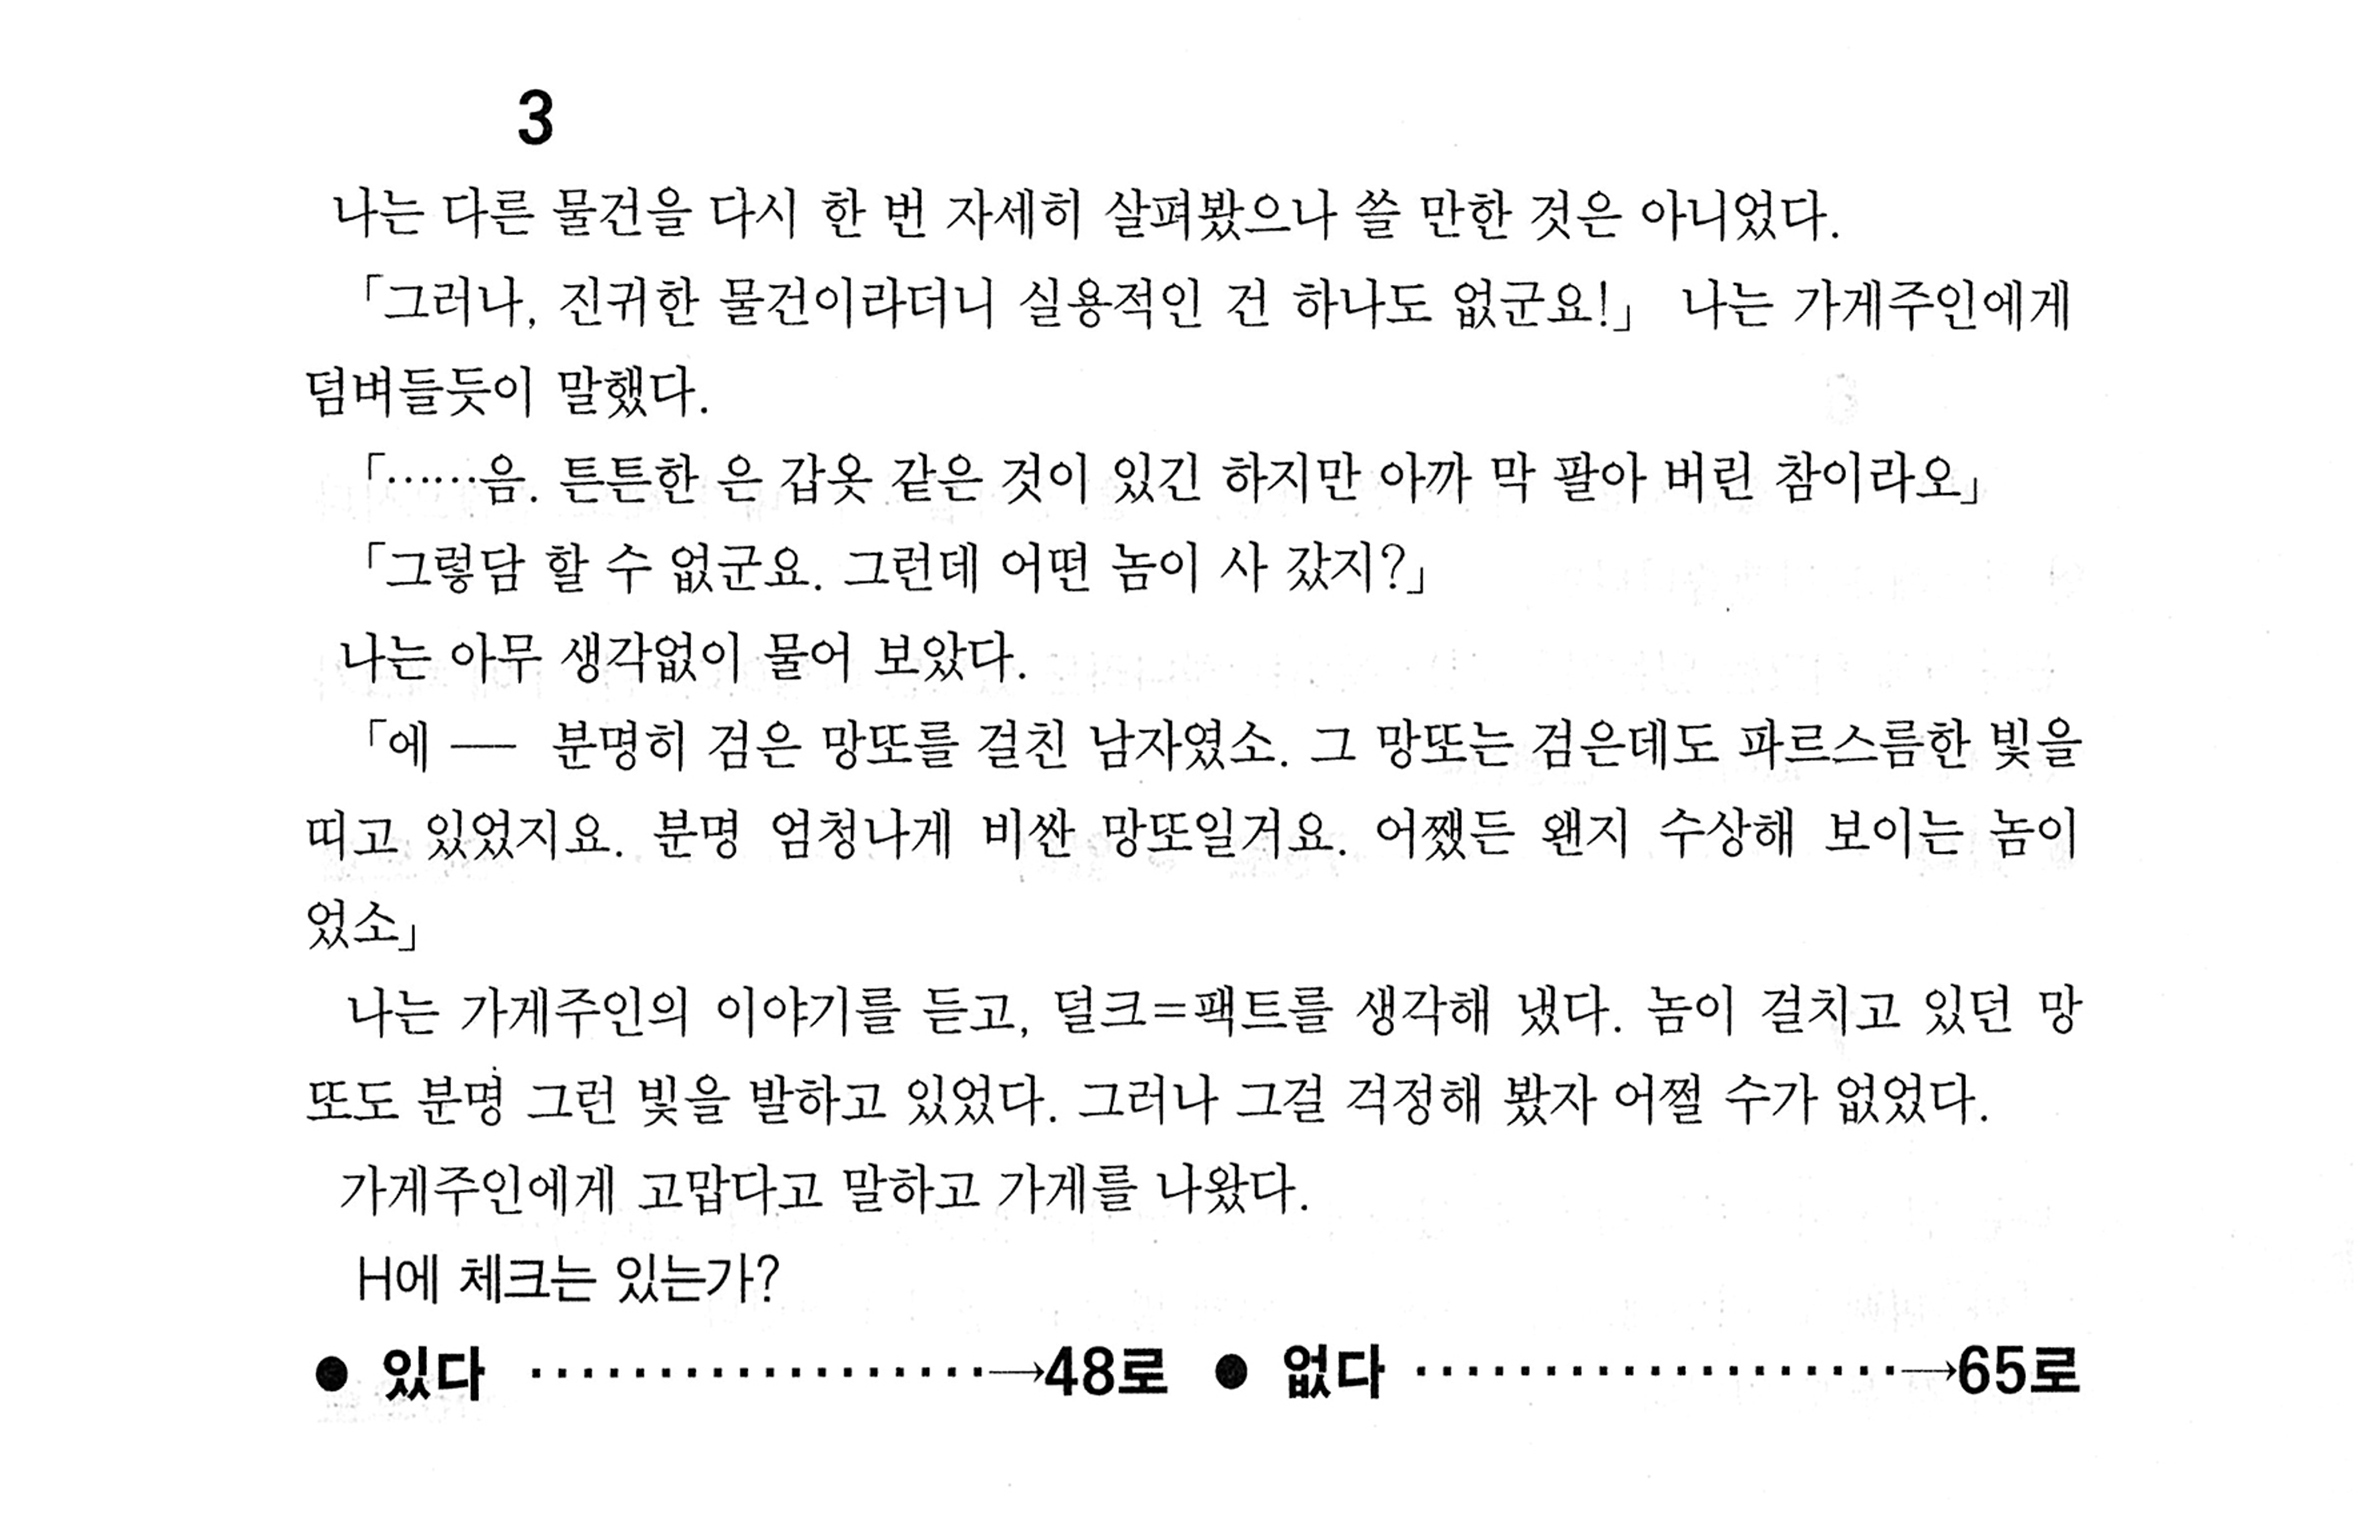 3
나는 다른 물건을 다시 한 번 자세히 살펴봤으나 쓸 만한 것은 아니었다.
「그러나, 진귀한 물건이라더니 실용적인 건 하나도 없군요!」 나는 가게주인에게
덤벼들듯이 말했다.
「……음. 튼튼한 은 갑옷 같은 것이 있긴 하지만 아까 막 팔아 버린 참이라오」
「그렇담 할 수 없군요. 그런데 어떤 놈이 사 갔지?」
나는 아무 생각없이 물어 보았다.
「에 ― 분명히 검은 망또를 걸친 남자였소. 그 망또는 검은데도 파르스름한 빛을
띠고 있었지요. 분명 엄청나게 비싼 망또일거요. 어쨌든 왠지 수상해 보이는 놈이
었소」
나는 가게주인의 이야기를 듣고, 덜크=팩트를 생각해 냈다. 놈이 걸치고 있던 망
또도 분명 그런 빛을 발하고 있었다. 그러나 그걸 걱정해 봤자 어쩔 수가 없었다.
가게주인에게 고맙다고 말하고 가게를 나왔다.
H에 체크는 있는가?
● 있다 ··················→48로 ● 없다 ···················→65로